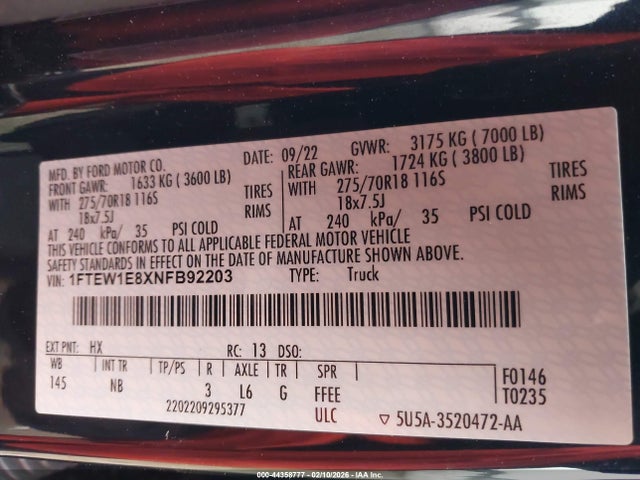 MFD. BY FORD MOTOR CO. DATE: 09/22 GVWR: 3175 KG ( 7000 LB)
FRONT GAWR: 1633 KG ( 3600 LB) REAR GAWR: 1724 KG ( 3800 LB)
WITH 275/70R18 116S TIRES WITH 275/70R18 116S TIRES
18x7.5J RIMS 18x7.5J RIMS
AT 240 kPa/ 35 PSI COLD AT 240 kPa/ 35 PSI COLD
THIS VEHICLE CONFORMS TO ALL APPLICABLE FEDERAL MOTOR VEHICLE
SAFETY STANDARDS IN EFFECT ON THE DATE OF MANUFACTURE SHOWN ABOVE.
VIN: 1FTEW1E8XNFB92203 TYPE: Truck
EXT PNT: HX RC: 13 DSO:
WB INT TR TP/PS R AXLE TR SPR F0146
145 NB 3 L6 G FFEE T0235
2202209295377 ULC ▽ 5U5A-3520472-AA
000-44358777 - 02/10/2026 - IAA Inc.